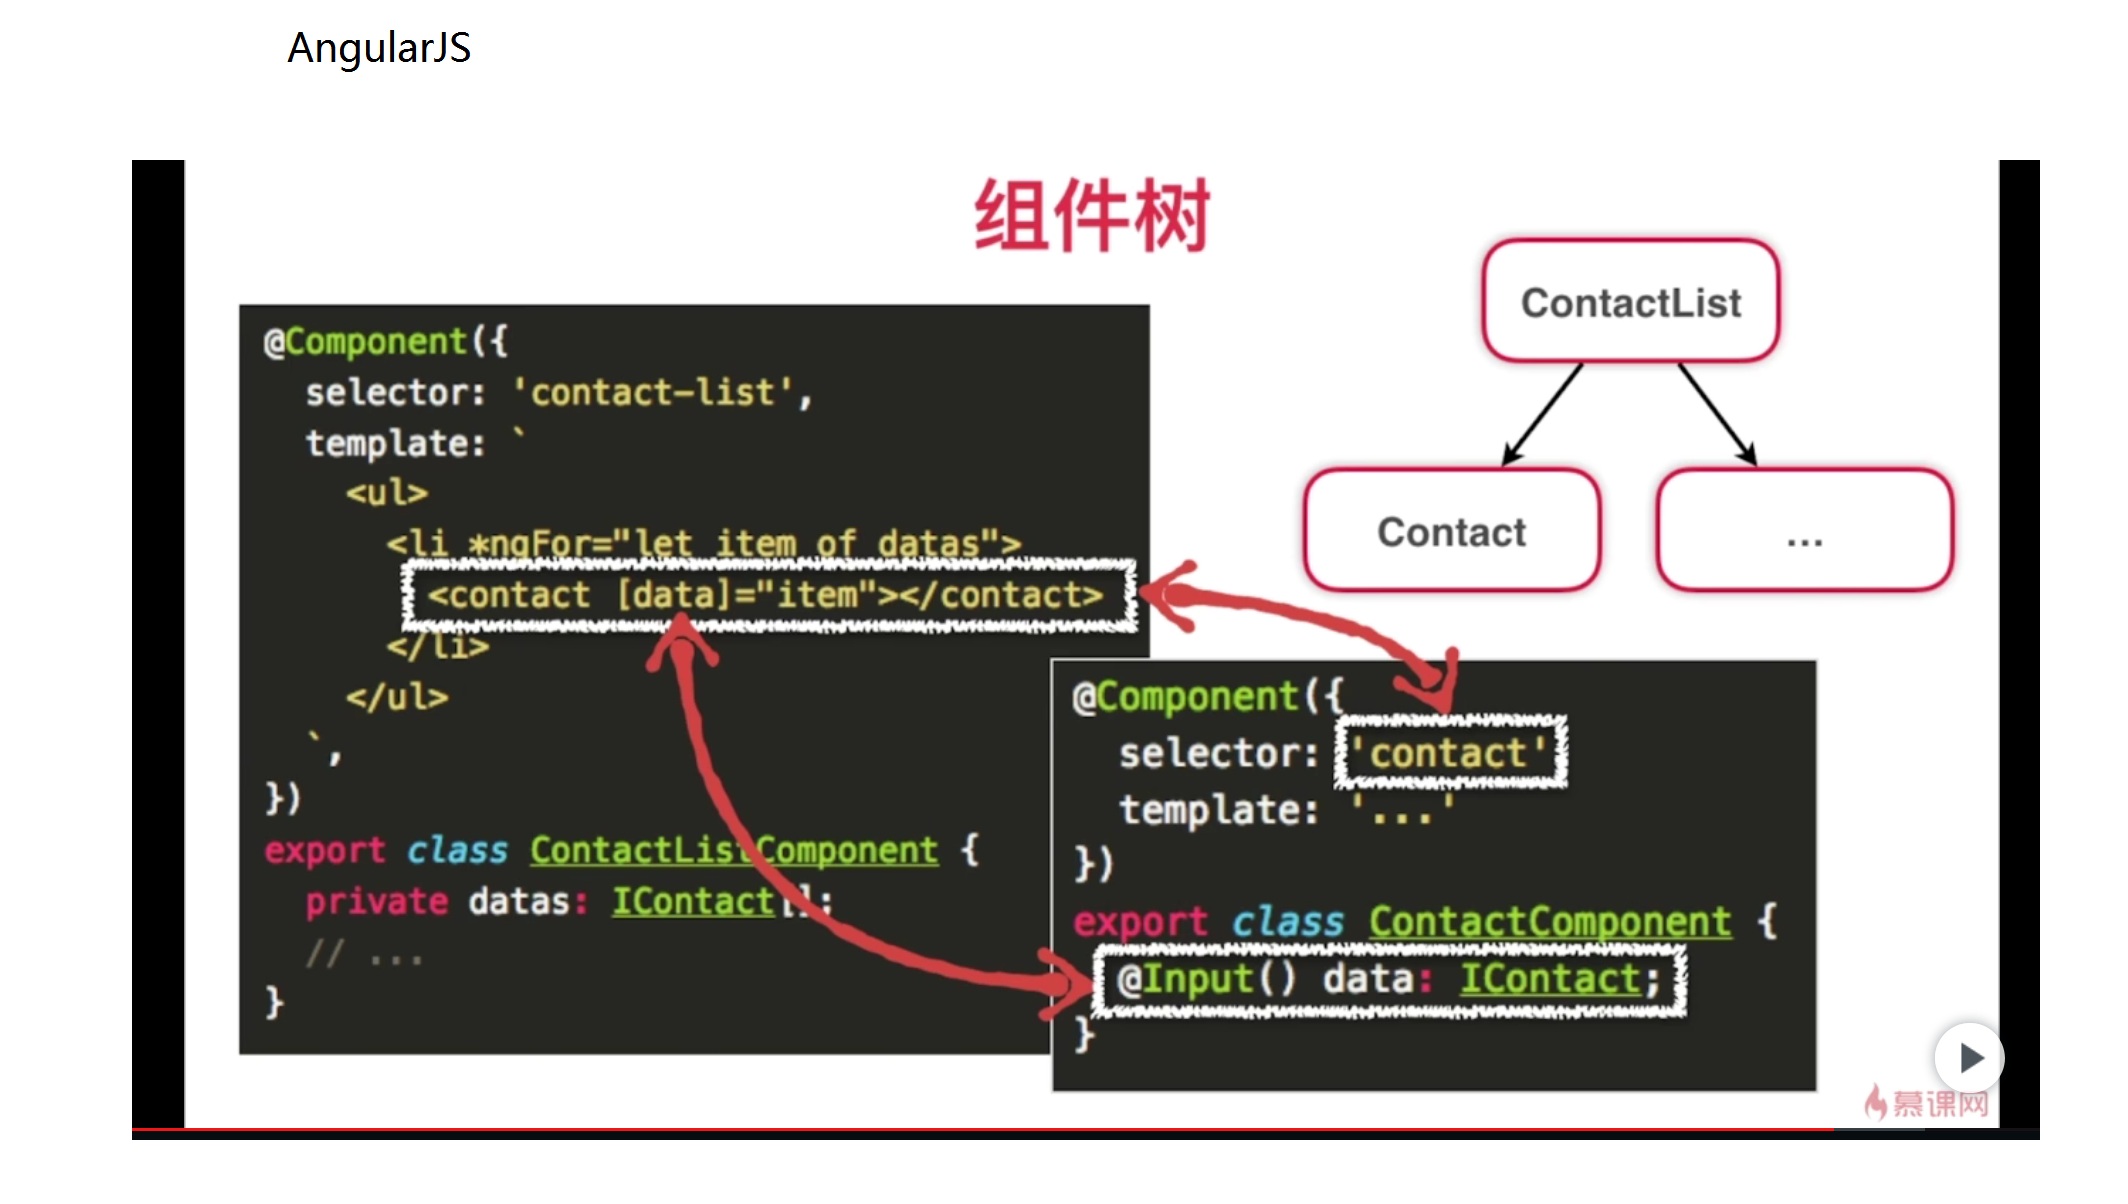 AngularJS
组件树
@Component({
  selector: 'contact-list',
  template: `
    <ul>
      <li *ngFor="let item of datas">
        <contact [data]="item"></contact>
      </li>
    </ul>
  `,
})
export class ContactListComponent {
  private datas: IContact[];
  // ...
}
ContactList
Contact
...
@Component({
  selector: 'contact'
  template: '...'
})
export class ContactComponent {
  @Input() data: IContact;
}
慕课网